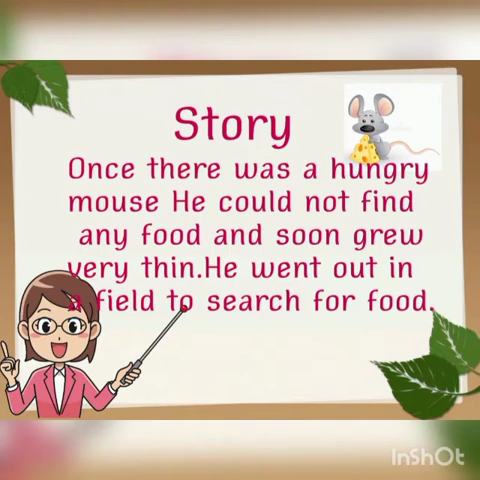 Story
Once there was a hungry
mouse He could not find
any food and soon grew
very thin.He went out in
a field to search for food.
InShOt